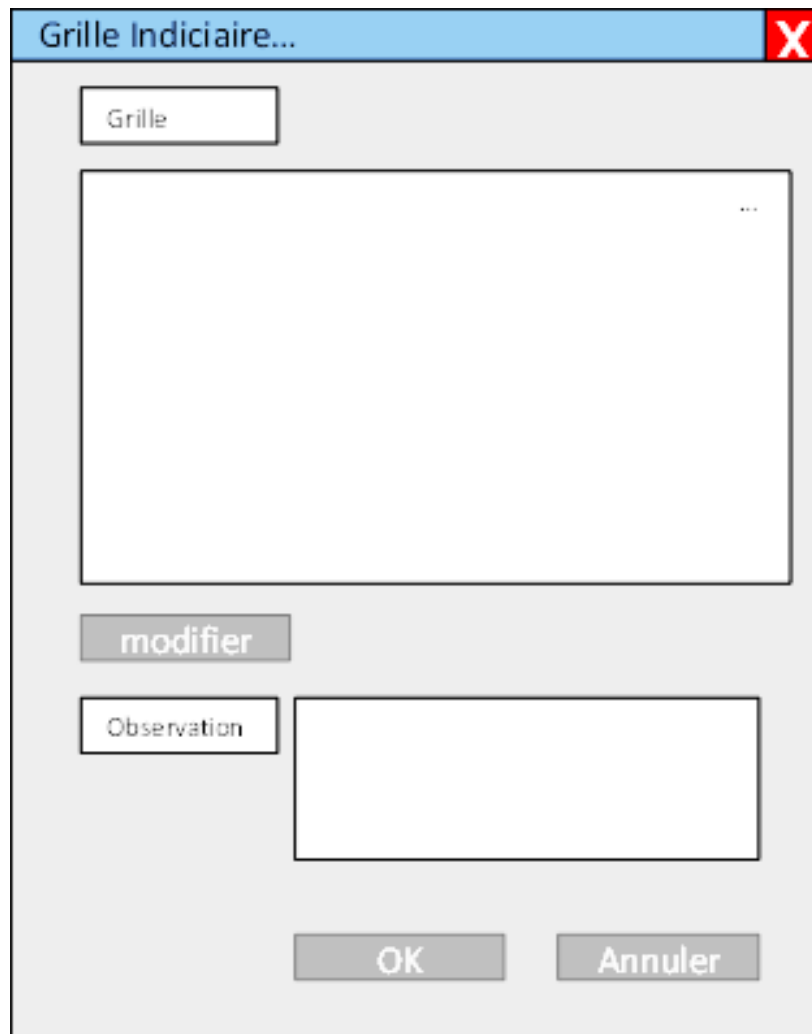 Grille Indiciaire...
X
Grille
...
modifier
Observation
OK
Annuler